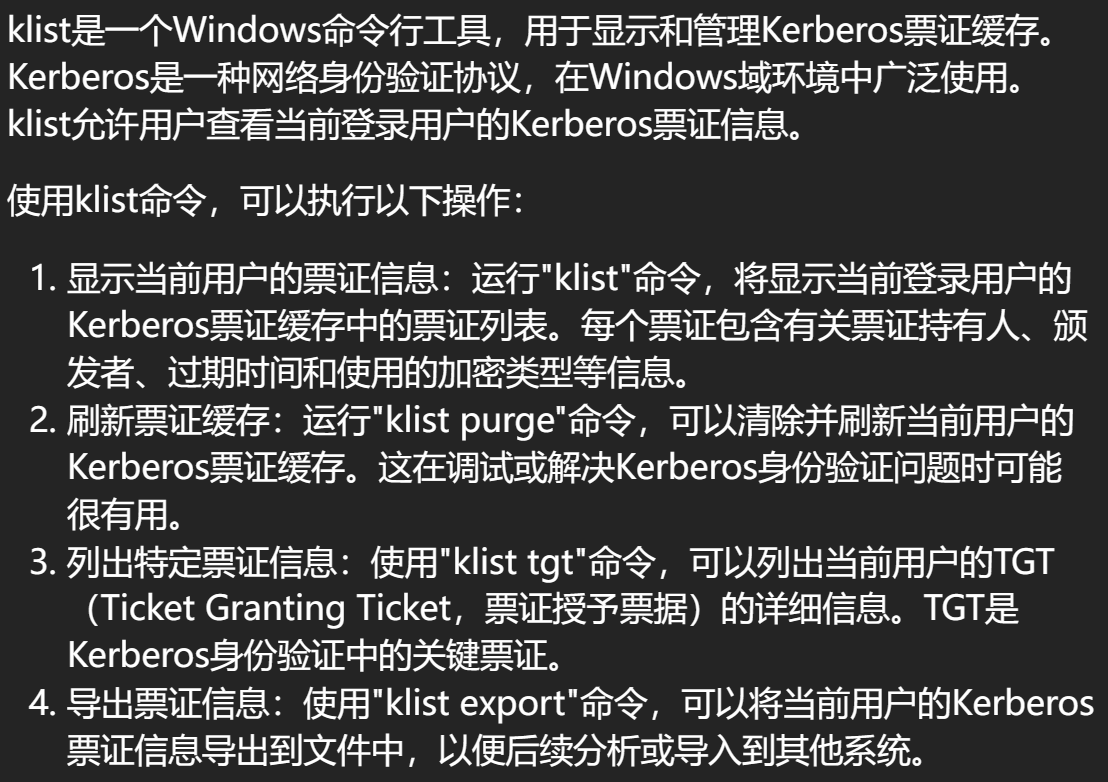 klist是一个Windows命令行工具，用于显示和管理Kerberos票证缓存。
Kerberos是一种网络身份验证协议，在Windows域环境中广泛使用。
klist允许用户查看当前登录用户的Kerberos票证信息。
使用klist命令，可以执行以下操作：
1. 显示当前用户的票证信息：运行"klist"命令，将显示当前登录用户的
Kerberos票证缓存中的票证列表。每个票证包含有关票证持有人、颁
发者、过期时间和使用的加密类型等信息。
2. 刷新票证缓存：运行"klist purge"命令，可以清除并刷新当前用户的
Kerberos票证缓存。这在调试或解决Kerberos身份验证问题时可能
很有用。
3. 列出特定票证信息：使用"klist tgt"命令，可以列出当前用户的TGT
（Ticket Granting Ticket，票证授予票据）的详细信息。TGT是
Kerberos身份验证中的关键票证。
4. 导出票证信息：使用"klist export"命令，可以将当前用户的Kerberos
票证信息导出到文件中，以便后续分析或导入到其他系统。